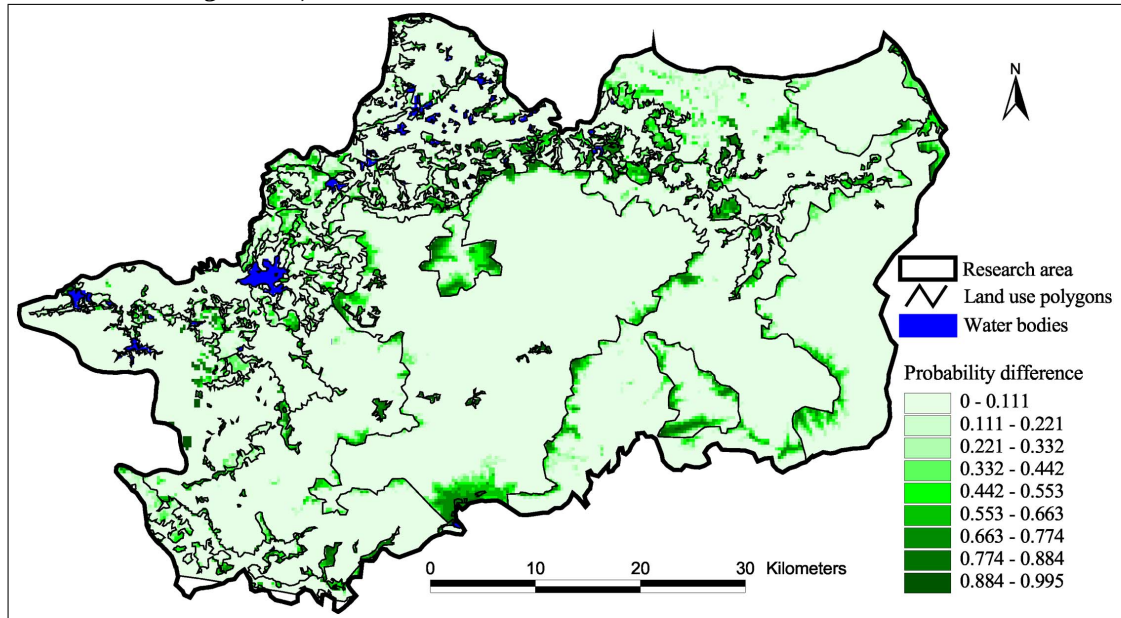 N
Research area
Land use polygons
Water bodies
Probability difference
0 - 0.111
0.111 - 0.221
0.221 - 0.332
0.332 - 0.442
0.442 - 0.553
0.553 - 0.663
0.663 - 0.774
0.774 - 0.884
0.884 - 0.995
0 10 20 30 Kilometers